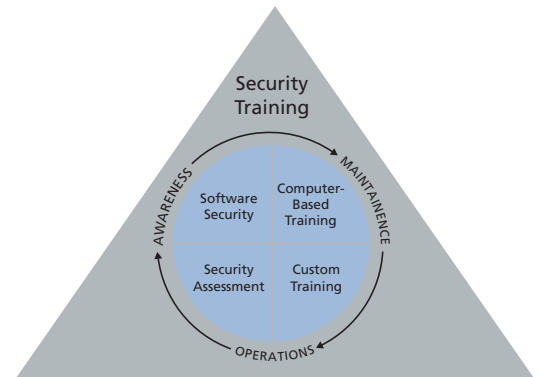 Security
Training
AWARENESS
MAINTAINENCE
Software
Security
Computer-
Based
Training
Security
Assessment
Custom
Training
OPERATIONS